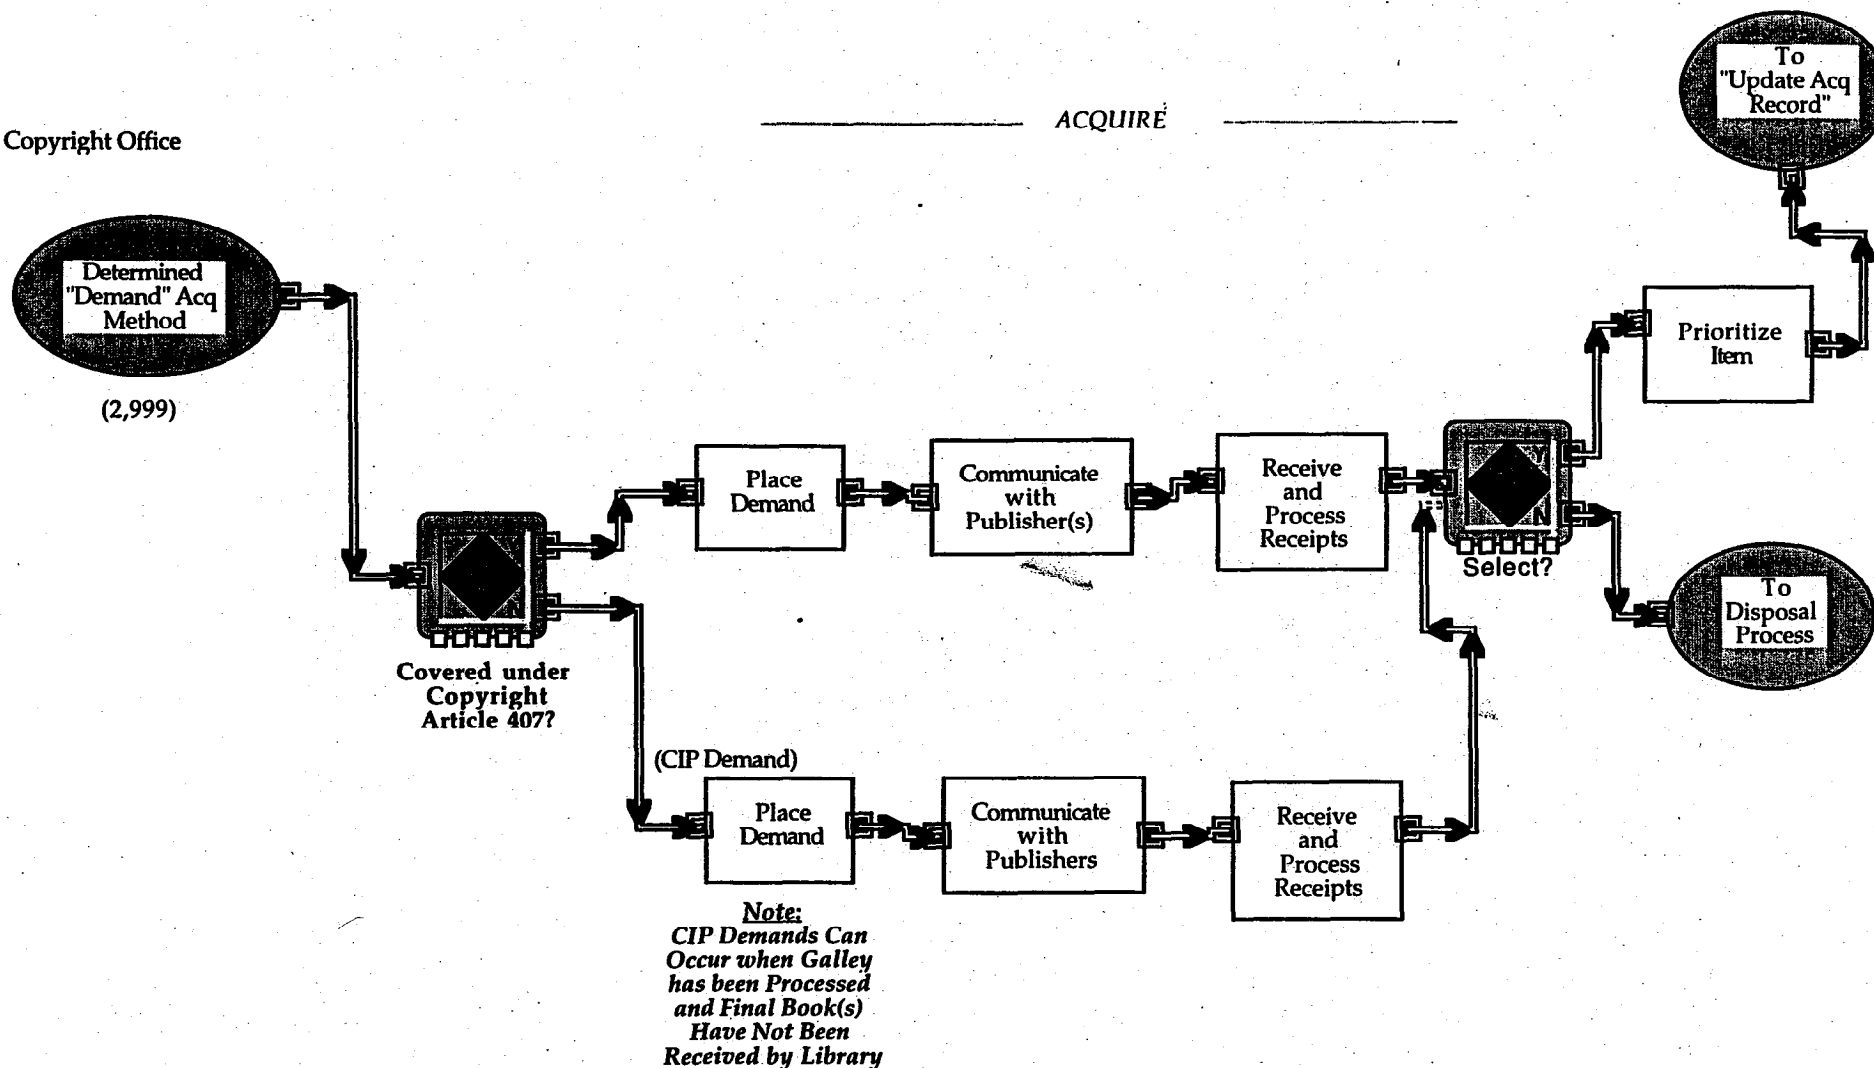 ACQUIRE
Copyright Office
To
"Update Acq
Record"
Determined
"Demand" Acq
Method
(2,999)
Covered under
Copyright
Article 407?
N
Place
Demand
Communicate
with
Publisher(s)
Receive
and
Process
Receipts
Y
N
Select?
Prioritize
Item
To
Disposal
Process
(CIP Demand)
Place
Demand
Communicate
with
Publishers
Receive
and
Process
Receipts
Note:
CIP Demands Can
Occur when Galley
has been Processed
and Final Book(s)
Have Not Been
Received by Library